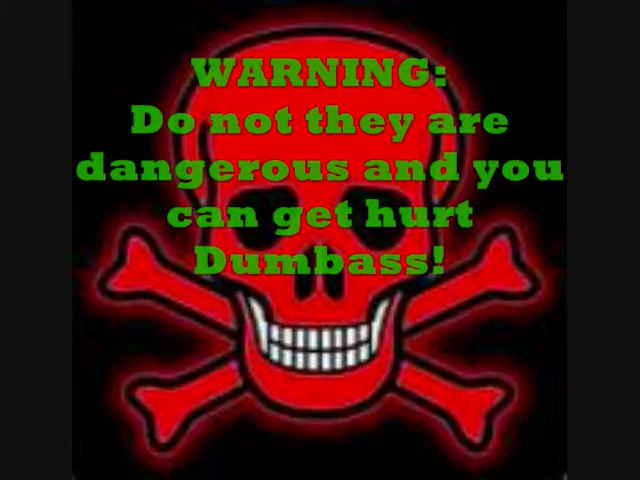 WARNING:
Do not they are
dangerous and you
can get hurt
Dumbass!